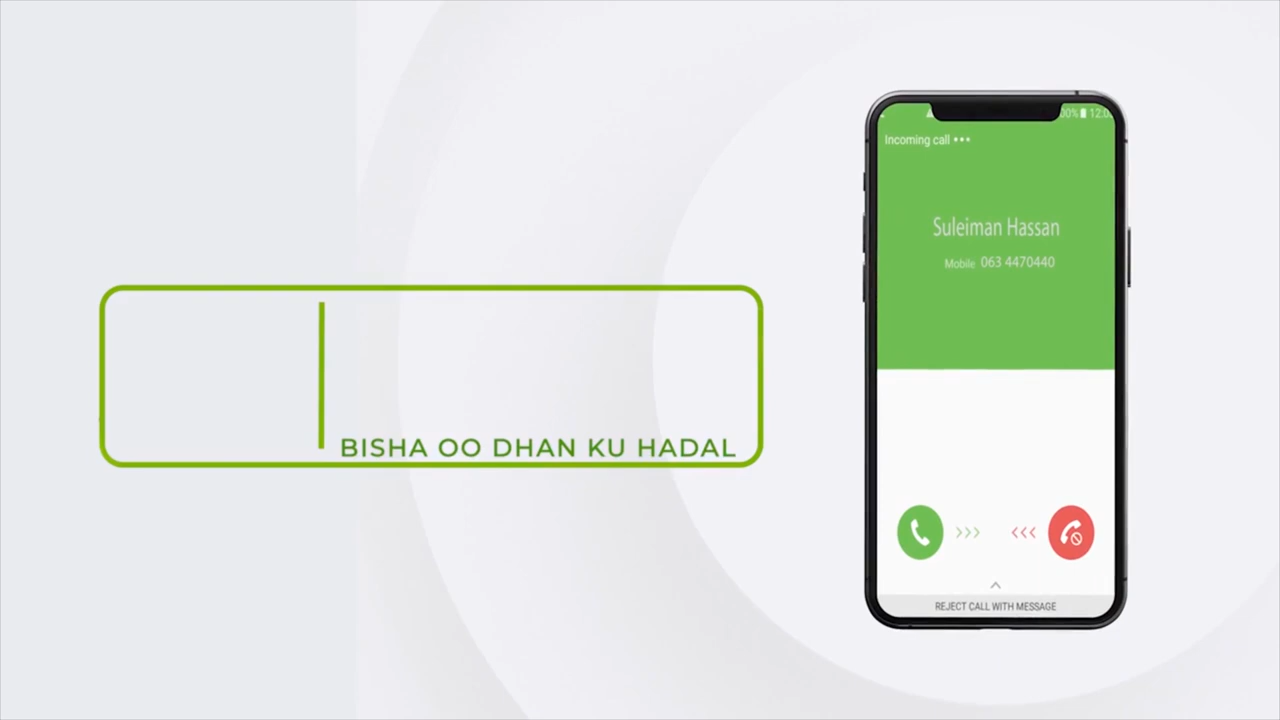 BISHA OO DHAN KU HADAL
Incoming call •••
Suleiman Hassan
Mobile 063 4470440
REJECT CALL WITH MESSAGE